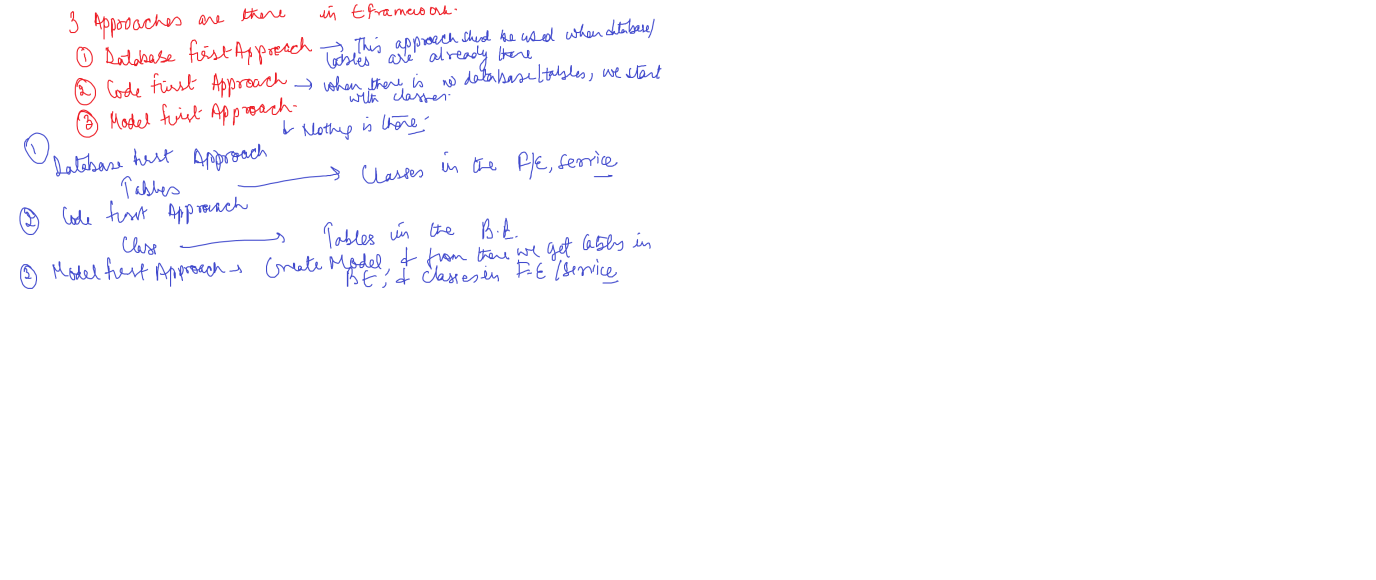 3 Approaches are there in EFramework.
① Database first Approach → This approach shud be used when database/
tables are already there
② Code First Approach → when there is no database/tables, we start
with classes.
③ Model First Approach.
↓ Nothing is there.
① Database first Approach
Tables → Classes in the F/E, Service
② Code first Approach
Class → Tables in the B.E.
③ Model first Approach → Create Model, & from there we get tables in
BE, & classes in F-E/Service